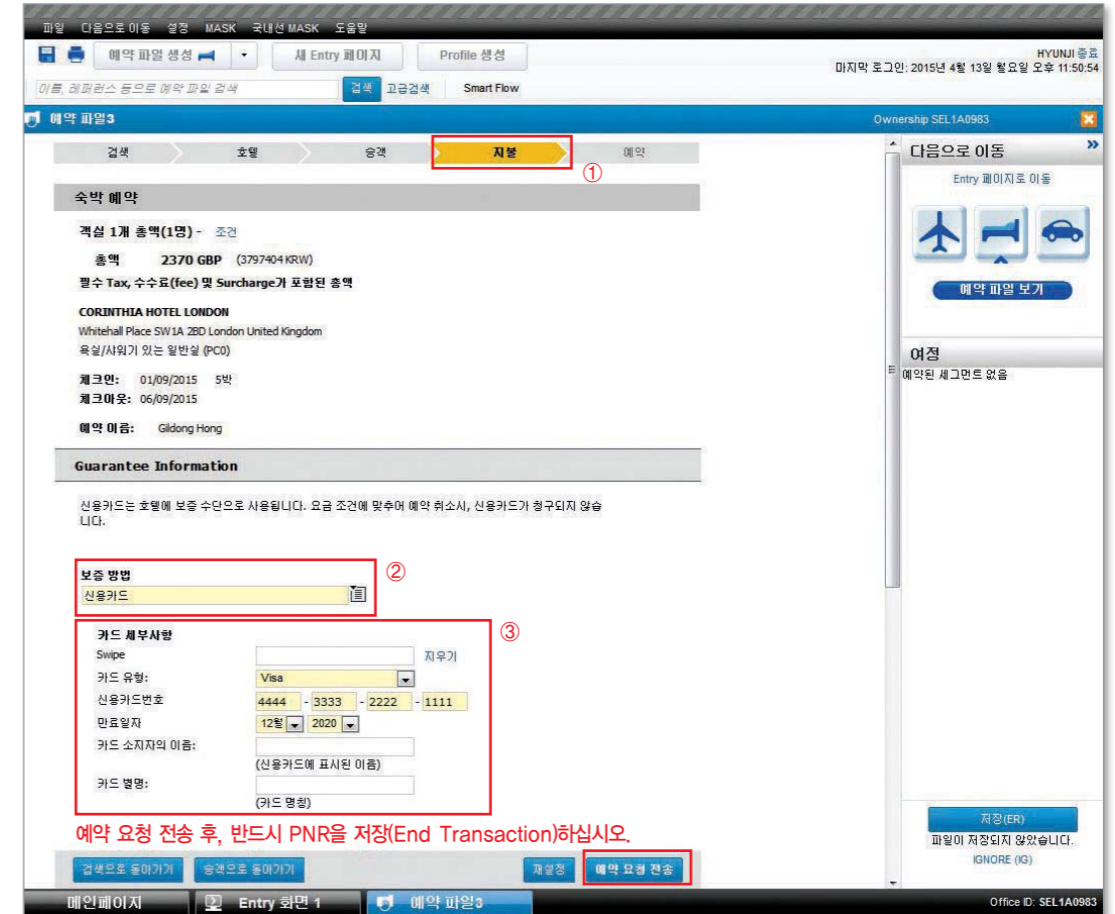 파일 다음으로 이동 설정 MASK 국내선 MASK 도움말
예약 파일 생성 새 Entry 페이지 Profile 생성
HYUNJI 종료
마지막 로그인: 2015년 4월 13일 월요일 오후 11:50:54
이름, 레퍼런스 등으로 예약 파일 검색 검색 고급검색 Smart Flow
예약 파일3 Ownership SEL1A0983
검색 호텔 승객 지불 예약
①
다음으로 이동 »
Entry 페이지로 이동
예약 파일 보기
여정
예약된 세그먼트 없음
숙박 예약
객실 1개 총액(1명) - 조건
총액 2370 GBP (3797404 KRW)
필수 Tax, 수수료(fee) 및 Surcharge가 포함된 총액
CORINTHIA HOTEL LONDON
Whitehall Place SW1A 2BD London United Kingdom
욕실/샤워기 있는 일반실 (PC0)
체크인: 01/09/2015 5박
체크아웃: 06/09/2015
예약 이름: Gildong Hong
Guarantee Information
신용카드는 호텔에 보증 수단으로 사용됩니다. 요금 조건에 맞추어 예약 취소시, 신용카드가 청구되지 않습
니다.
보증 방법
②
신용카드
카드 세부사항
③
Swipe 지우기
카드 유형: Visa
신용카드번호 4444 - 3333 - 2222 - 1111
만료일자 12월 2020
카드 소지자의 이름:
(신용카드에 표시된 이름)
카드 별명:
(카드 명칭)
예약 요청 전송 후, 반드시 PNR을 저장(End Transaction)하십시오.
검색으로 돌아가기 승객으로 돌아가기 재설정 예약 요청 전송
저장(ER)
파일이 저장되지 않았습니다.
IGNORE (IG)
메인페이지 Entry 화면 1 예약 파일3 Office ID: SEL1A0983